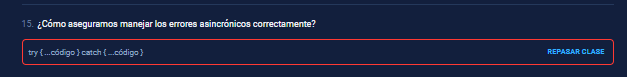 15. ¿Cómo aseguramos manejar los errores asincrónicos correctamente?
try { ...código } catch { ...código }
REPASAR CLASE